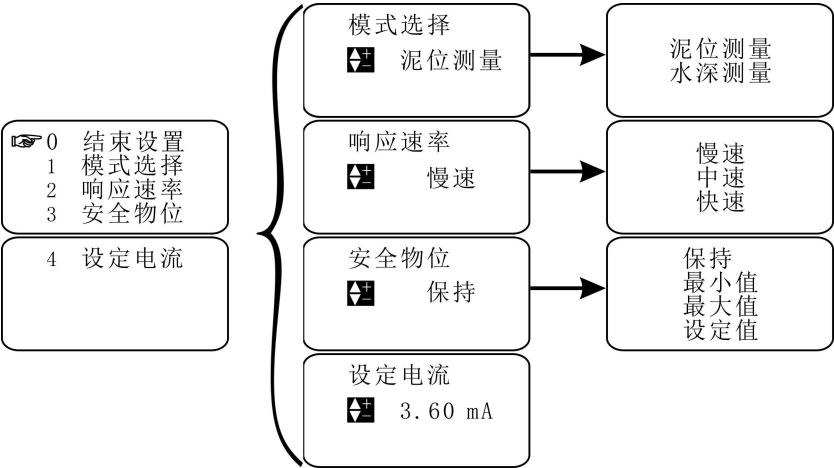 0 结束设置
1 模式选择
2 响应速率
3 安全物位
4 设定电流
模式选择
泥位测量
泥位测量
水深测量
响应速率
慢速
慢速
中速
快速
安全物位
保持
保持
最小值
最大值
设定值
设定电流
3.60 mA